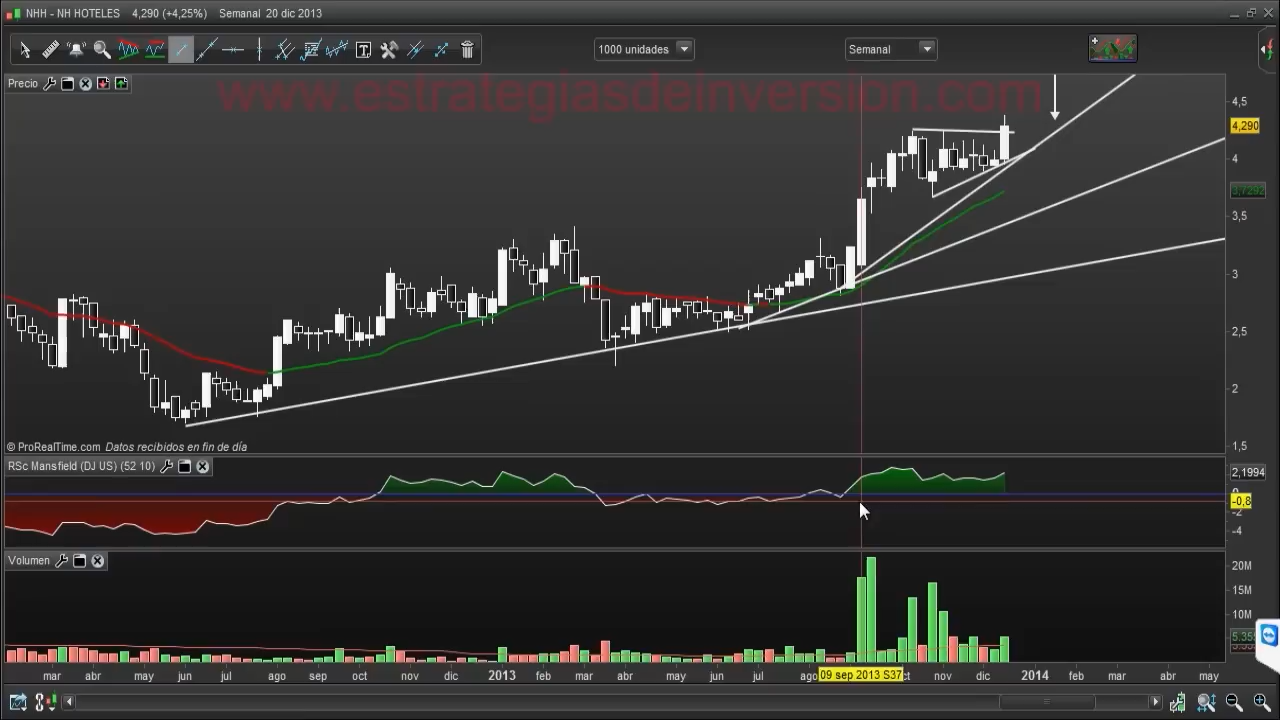 NHH - NH HOTELES 4,290 (+4,25%) Semanal 20 dic 2013
1000 unidades
Semanal
Precio
www.estrategiasdeinversion.com
4,5
4,290
4
3,7292
3,5
3
2,5
2
1,5
© ProRealTime.com Datos recibidos en fin de día
RSc Mansfield (DJ US) (52 10)
2,1994
0
-0.8
-2
-4
Volumen
20M
15M
10M
mar abr may jun jul ago sep oct nov dic 2013 feb mar abr may jun jul ago 09 sep 2013 S37 ct nov dic 2014 feb mar abr may